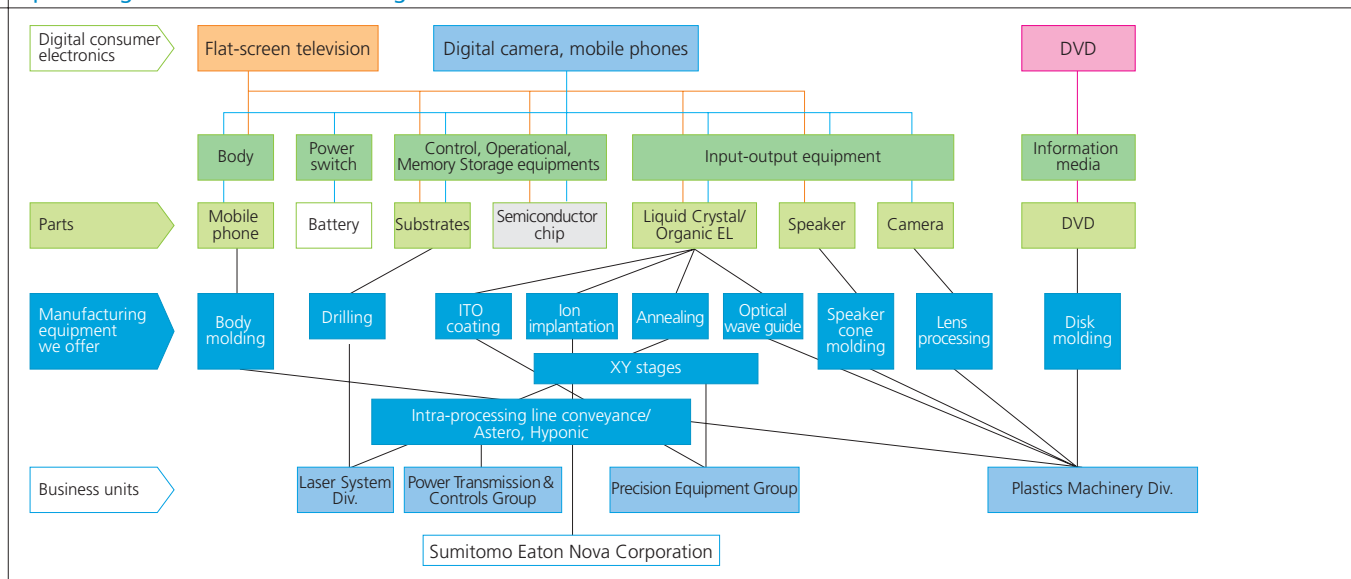 Digital consumer
electronics
Flat-screen television
Digital camera, mobile phones
DVD
Body
Power
switch
Control, Operational,
Memory Storage equipments
Input-output equipment
Information
media
Parts
Mobile
phone
Battery
Substrates
Semiconductor
chip
Liquid Crystal/
Organic EL
Speaker
Camera
DVD
Manufacturing
equipment
we offer
Body
molding
Drilling
ITO
coating
Ion
implantation
Annealing
Optical
wave guide
Speaker
cone
molding
Lens
processing
Disk
molding
XY stages
Intra-processing line conveyance/
Astero, Hyponic
Business units
Laser System
Div.
Power Transmission &
Controls Group
Precision Equipment Group
Plastics Machinery Div.
Sumitomo Eaton Nova Corporation